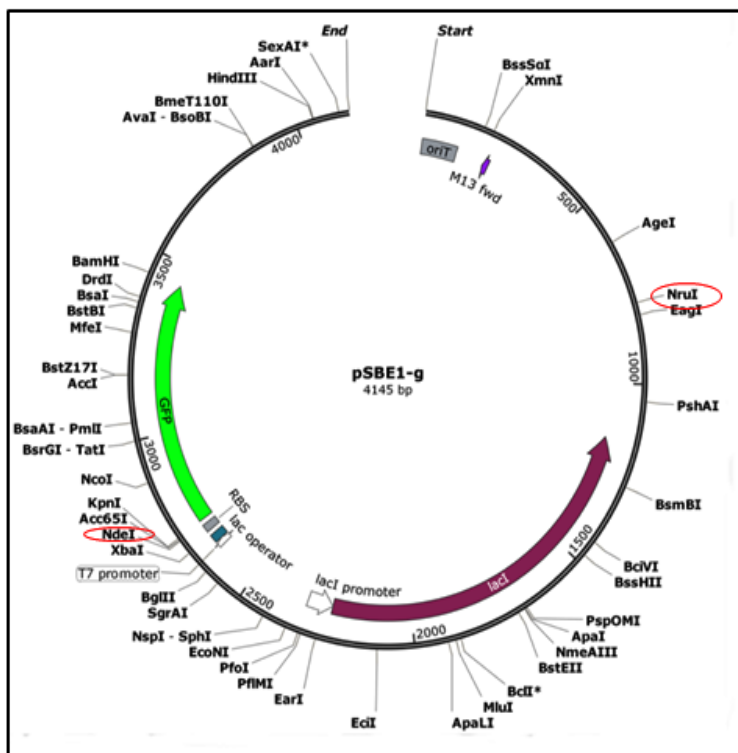 End
Start
SexAI*
AarI
HindIII
BmeT110I
AvaI - BsoBI
BssSαI
XmnI
4000
oriT
M13 fwd
500
AgeI
NruI
EagI
1000
PshAI
BsmBI
1500
BciVI
BssHII
PspOMI
ApaI
NmeAIII
BstEII
BclI*
MluI
ApaLI
2000
EciI
EarI
PflMI
PfoI
EcoNI
NspI - SphI
2500
SgrAI
BglII
T7 promoter
XbaI
NdeI
Acc65I
KpnI
NcoI
3000
BsrGI - TatI
BsaAI - PmlI
AccI
BstZ17I
MfeI
BstBI
BsaI
DrdI
BamHI
3500
GFP
RBS
lac operator
lacI promoter
lacI
pSBE1-g
4145 bp